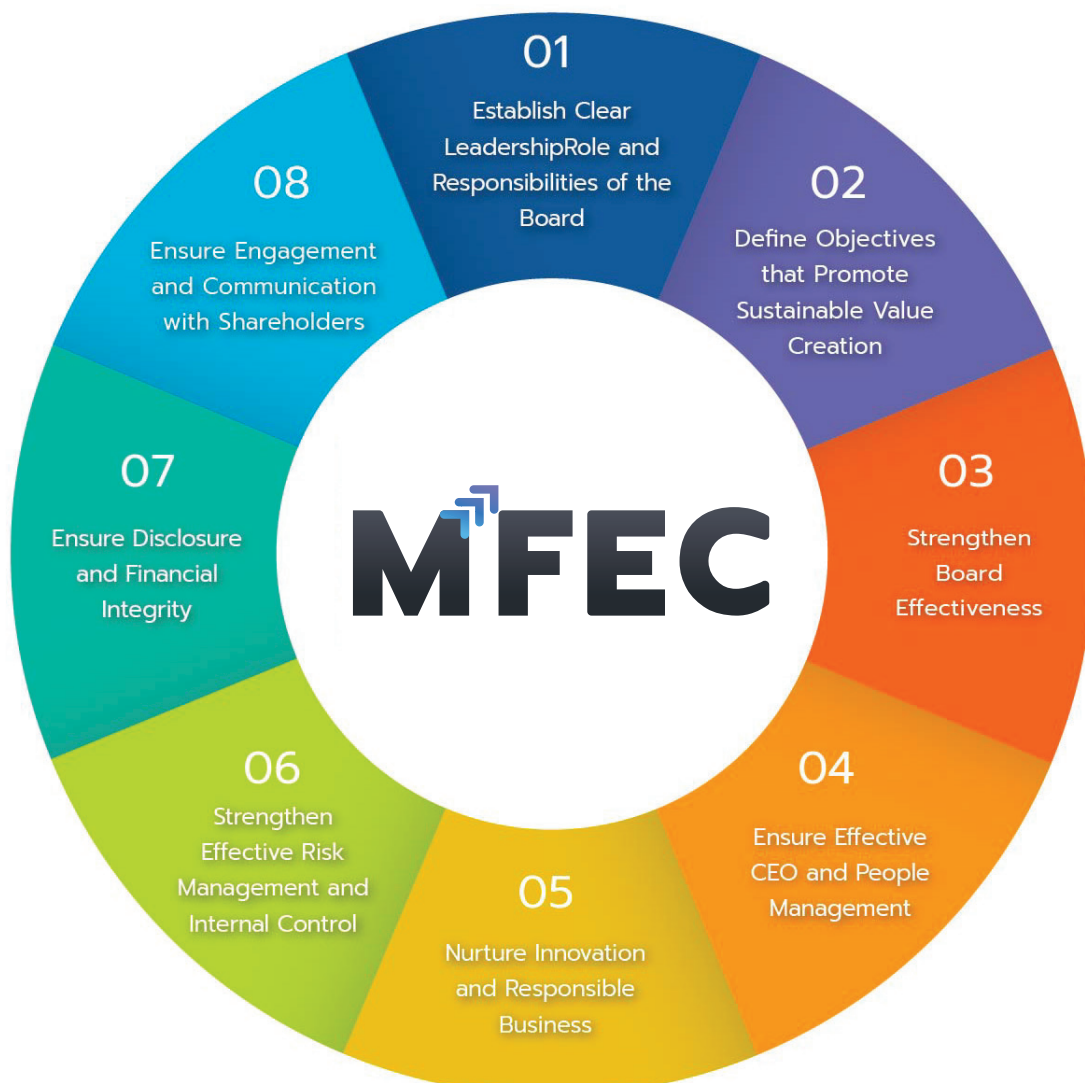 01
Establish Clear
LeadershipRole and
Responsibilities of the
Board
02
Define Objectives
that Promote
Sustainable Value
Creation
03
Strengthen
Board
Effectiveness
04
Ensure Effective
CEO and People
Management
05
Nurture Innovation
and Responsible
Business
06
Strengthen
Effective Risk
Management and
Internal Control
07
Ensure Disclosure
and Financial
Integrity
08
Ensure Engagement
and Communication
with Shareholders
MFEC